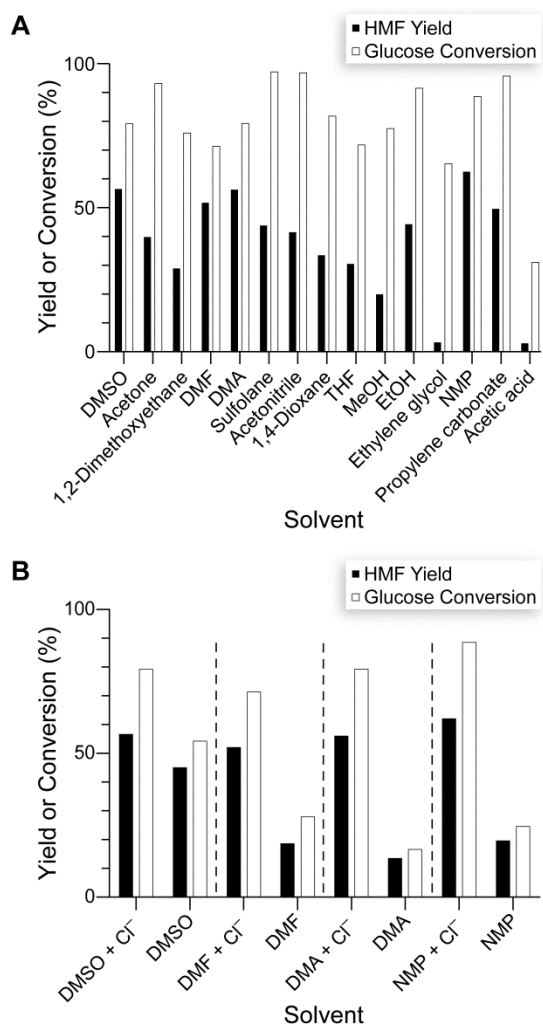 A
HMF Yield
Glucose Conversion
Yield or Conversion (%)
100
50
0
DMSO
Acetone
1,2-Dimethoxyethane
DMF
DMA
Sulfolane
Acetonitrile
1,4-Dioxane
THF
MeOH
EtOH
Ethylene glycol
NMP
Propylene carbonate
Acetic acid
Solvent
B
HMF Yield
Glucose Conversion
Yield or Conversion (%)
100
50
0
DMSO + Cl⁻
DMSO
DMF + Cl⁻
DMF
DMA + Cl⁻
DMA
NMP + Cl⁻
NMP
Solvent